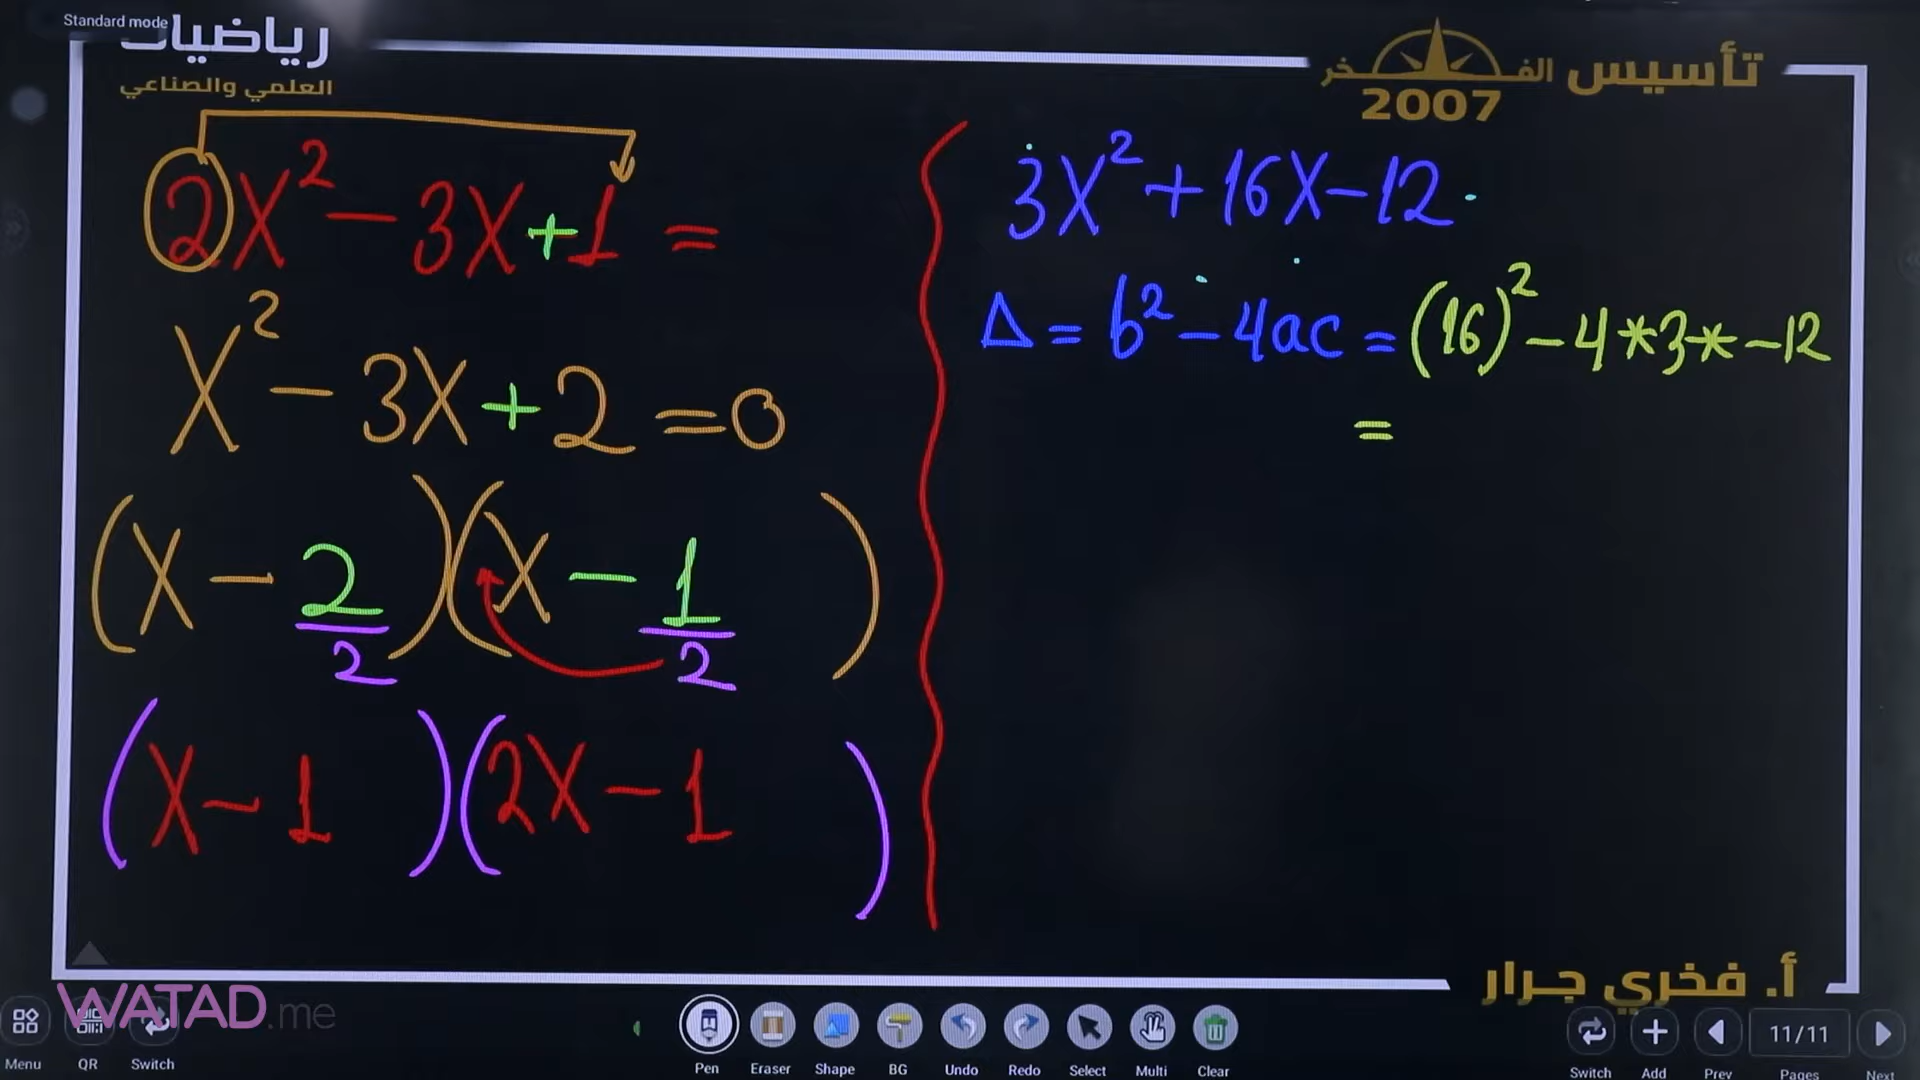 Standard mode
رياضيات
العلمي والصناعي
تأسيس الفخر
2007
2X² - 3X + 1 =
X² - 3X + 2 = 0
(X - 2/2)(X - 1/2)
(X - 1)(2X - 1)
3X² + 16X - 12
Δ = b² - 4ac = (16)² - 4*3*-12
=
أ. فخري جرار
WATAD.me
Menu QR Switch
Pen Eraser Shape BG Undo Redo Select Multi Clear
11/11
Switch Add Prev Pages Next